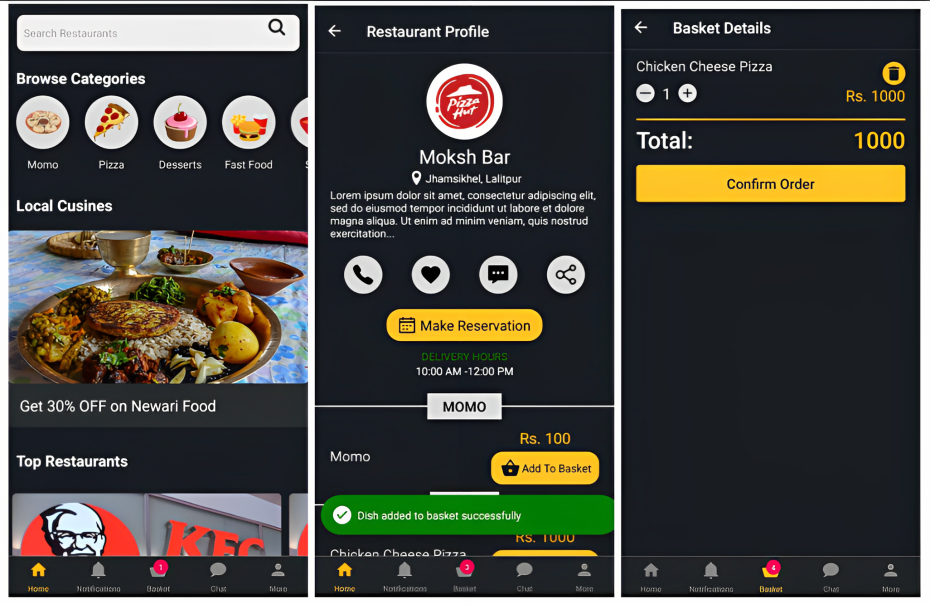 Search Restaurants
Browse Categories
Momo
Pizza
Desserts
Fast Food
S
Local Cusines
Get 30% OFF on Newari Food
Top Restaurants
KFC
1
Home
Notifications
Basket
Chat
More
Restaurant Profile
Pizza
Hut
Moksh Bar
Jhamsikhel, Lalitpur
Lorem ipsum dolor sit amet, consectetur adipiscing elit,
sed do eiusmod tempor incididunt ut labore et dolore
magna aliqua. Ut enim ad minim veniam, quis nostrud
exercitation...
Make Reservation
DELIVERY HOURS
10:00 AM -12:00 PM
MOMO
Rs. 100
Momo
Add To Basket
Dish added to basket successfully
Rs. 1000
Chicken Cheese Pizza
3
Home
Notifications
Basket
Chat
More
Basket Details
Chicken Cheese Pizza
1
Rs. 1000
Total: 1000
Confirm Order
4
Home
Notifications
Basket
Chat
More